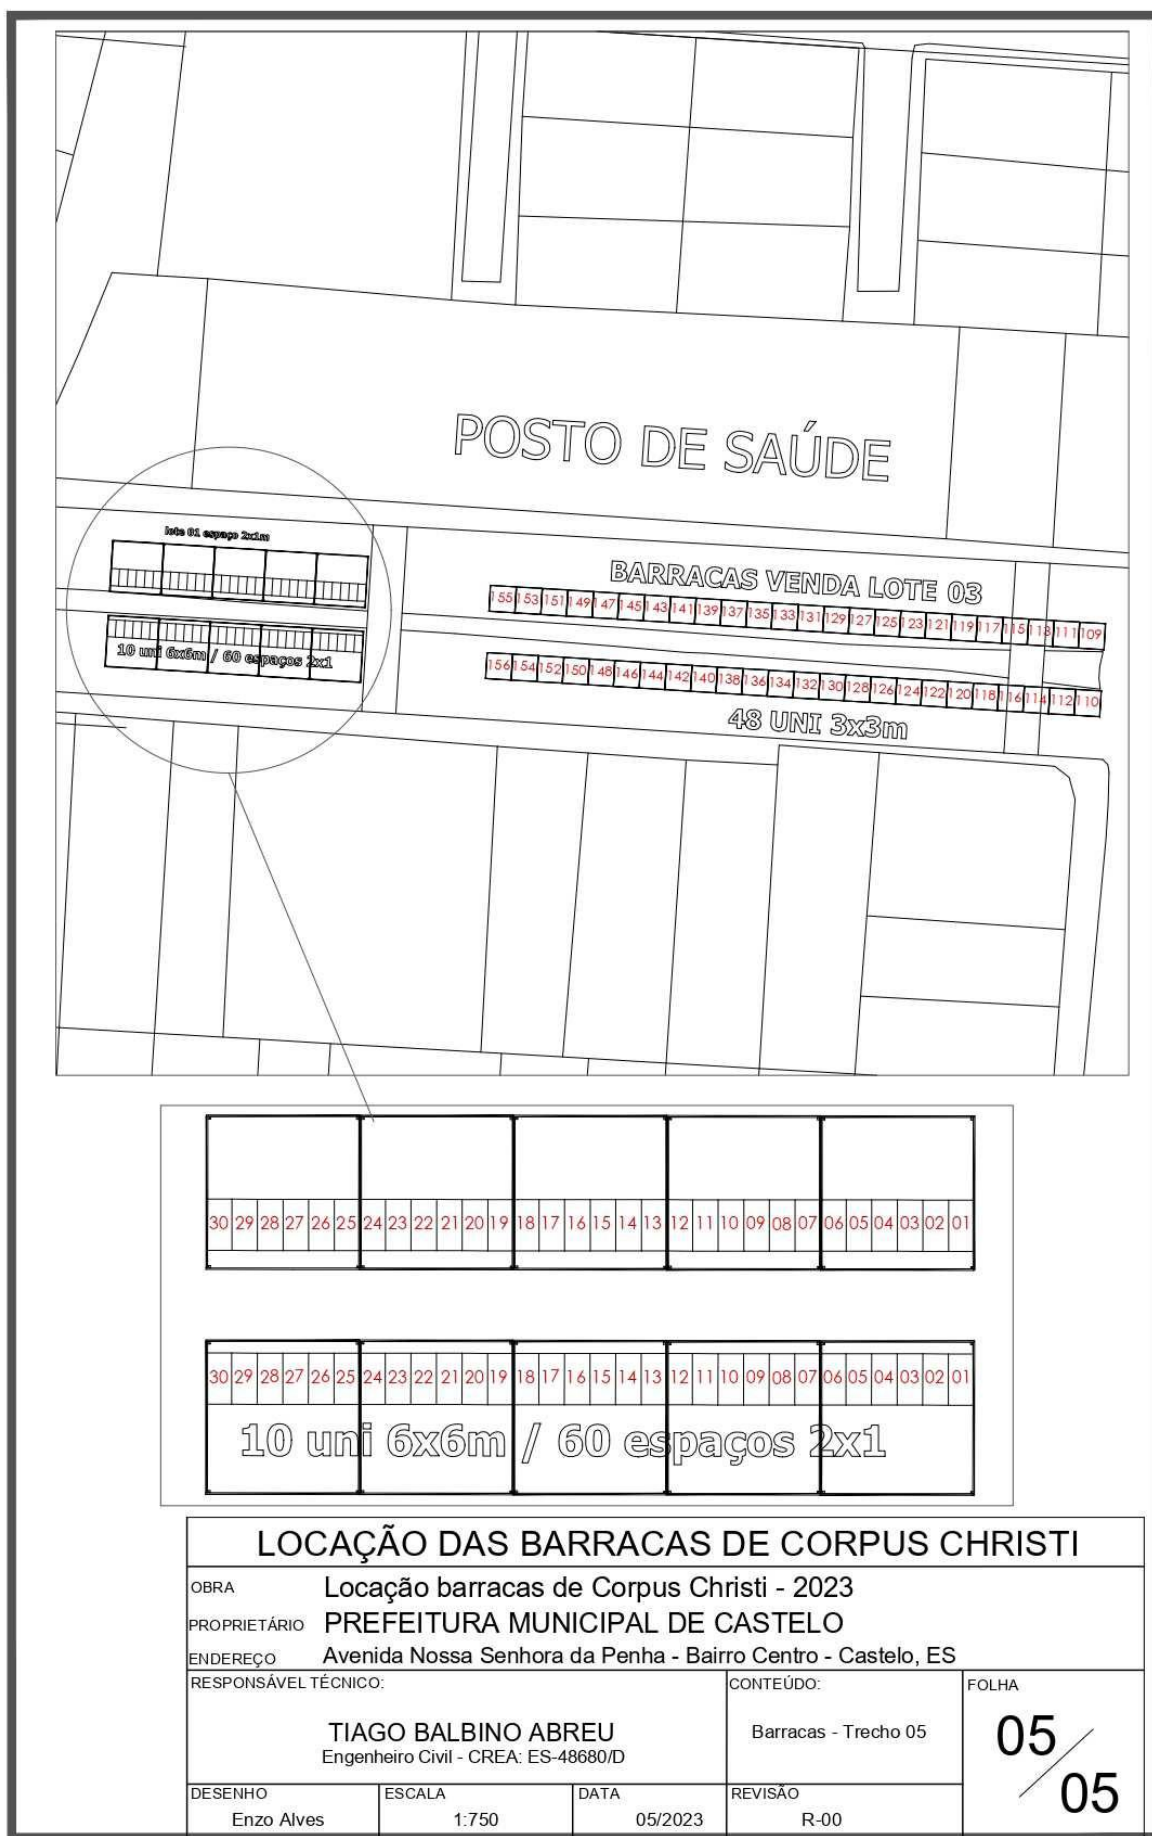 POSTO DE SAÚDE
lote 01 espaço 2x1m
10 uni 6x6m / 60 espaços 2x1
BARRACAS VENDA LOTE 03
155 153 151 149 147 145 143 141 139 137 135 133 131 129 127 125 123 121 119 117 115 113 111 109
156 154 152 150 148 146 144 142 140 138 136 134 132 130 128 126 124 122 120 118 116 114 112 110
48 UNI 3x3m
30 29 28 27 26 25 24 23 22 21 20 19 18 17 16 15 14 13 12 11 10 09 08 07 06 05 04 03 02 01
30 29 28 27 26 25 24 23 22 21 20 19 18 17 16 15 14 13 12 11 10 09 08 07 06 05 04 03 02 01
10 uni 6x6m / 60 espaços 2x1
LOCAÇÃO DAS BARRACAS DE CORPUS CHRISTI
OBRA Locação barracas de Corpus Christi - 2023
PROPRIETÁRIO PREFEITURA MUNICIPAL DE CASTELO
ENDEREÇO Avenida Nossa Senhora da Penha - Bairro Centro - Castelo, ES
RESPONSÁVEL TÉCNICO:
TIAGO BALBINO ABREU
Engenheiro Civil - CREA: ES-48680/D
CONTEÚDO:
Barracas - Trecho 05
FOLHA
05/05
DESENHO
Enzo Alves
ESCALA
1:750
DATA
05/2023
REVISÃO
R-00